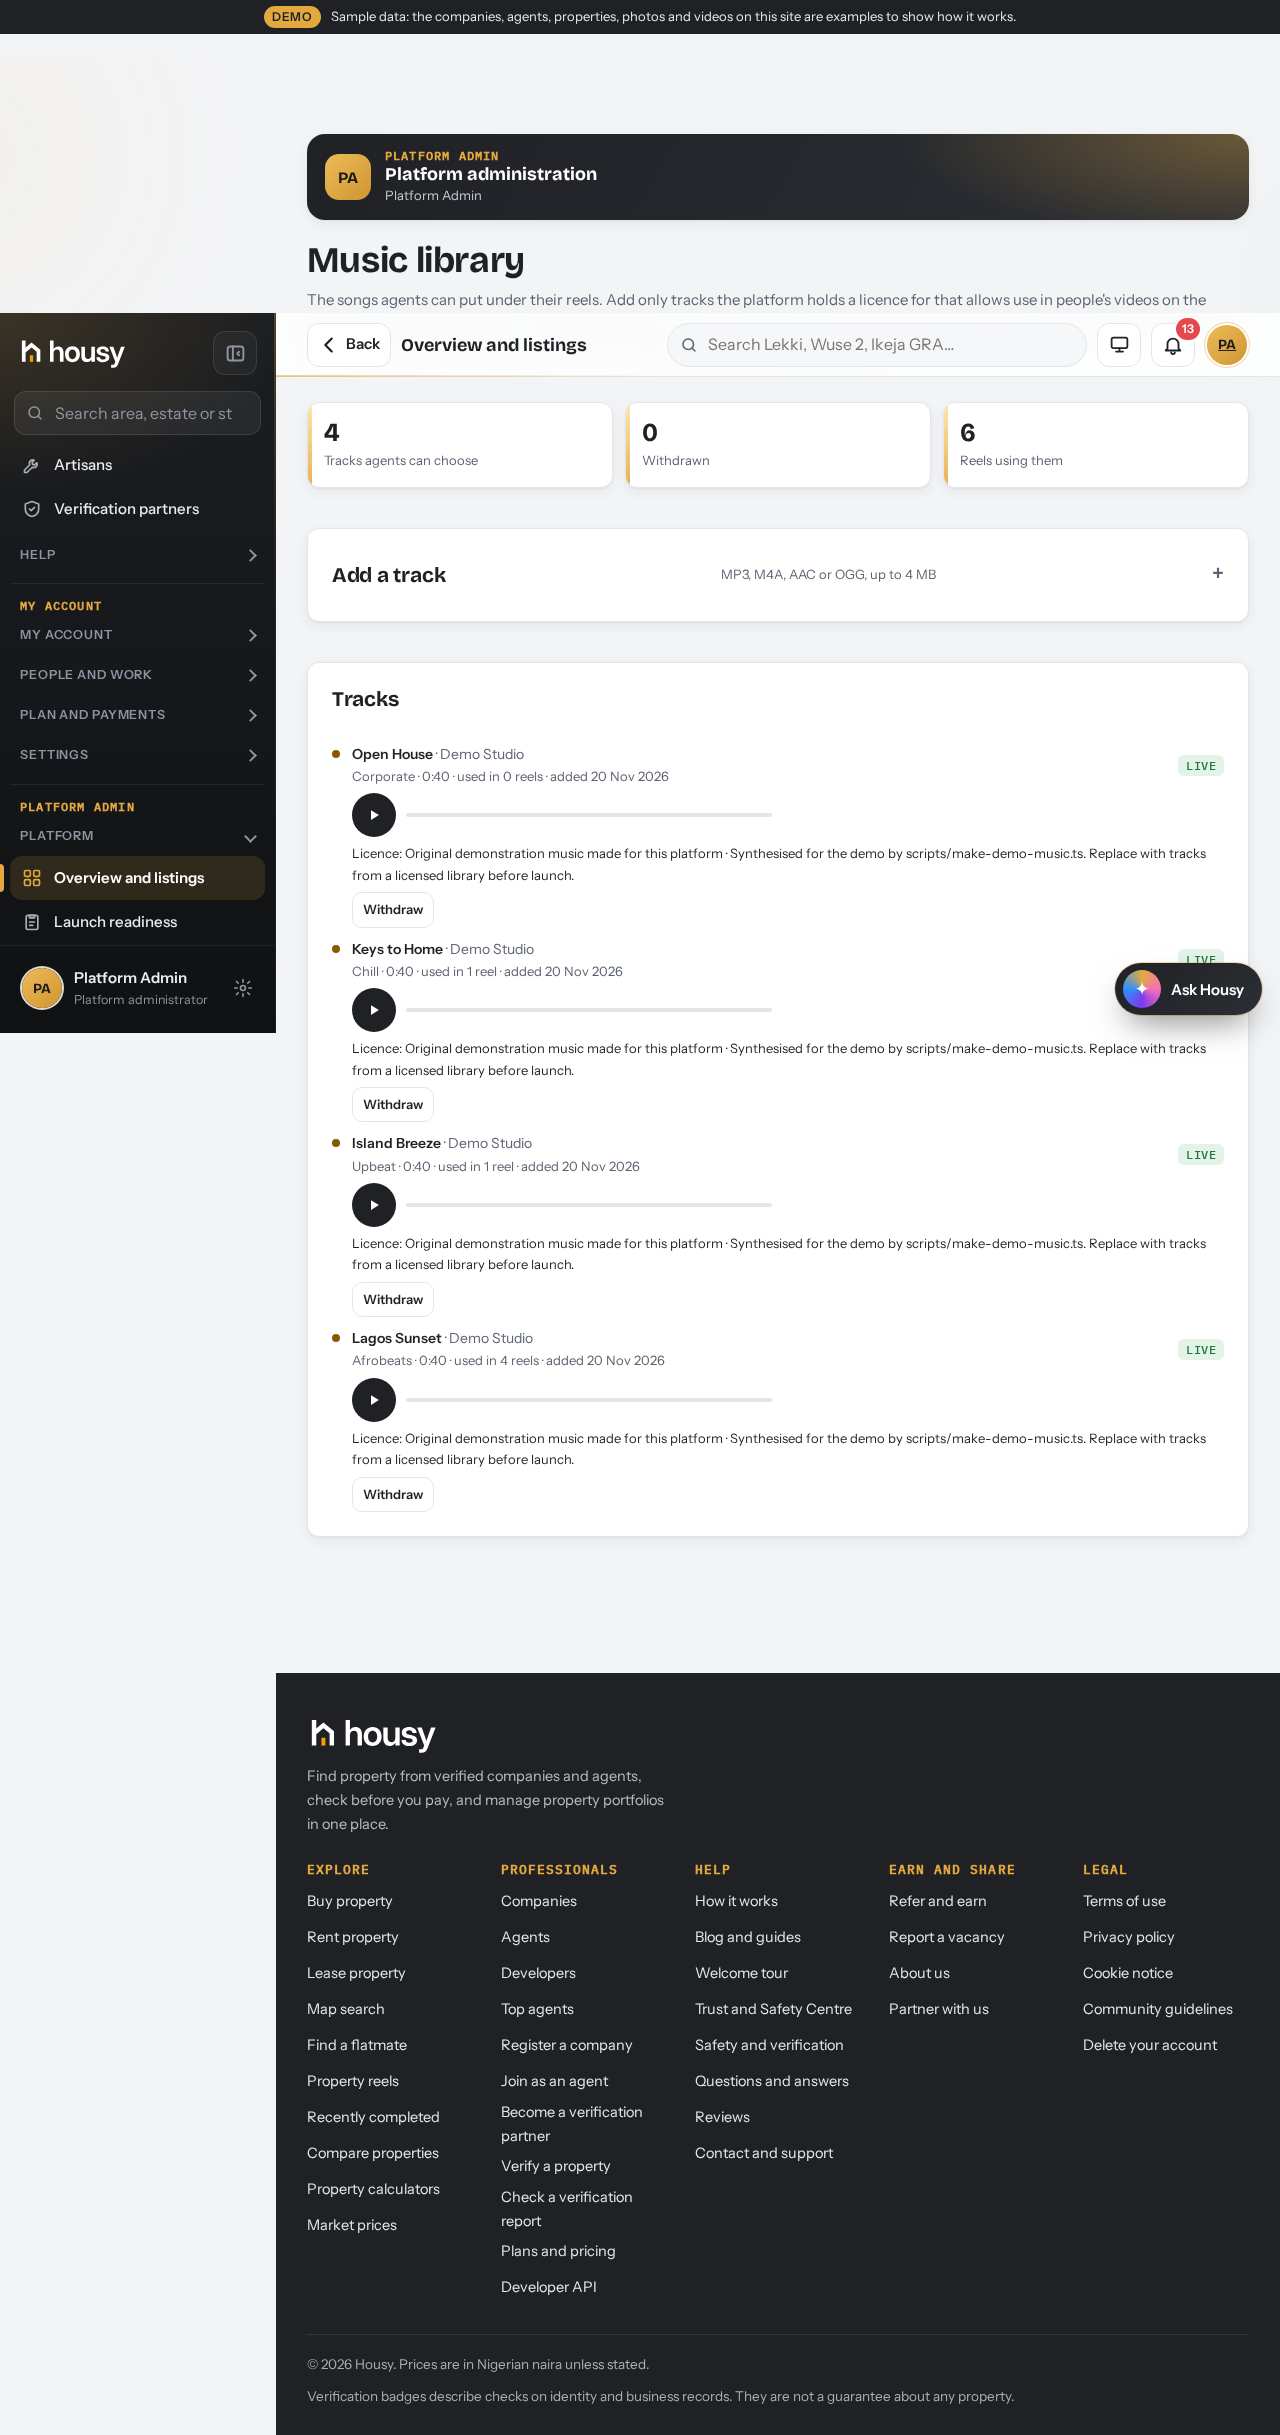 DEMO Sample data: the companies, agents, properties, photos and videos on this site are examples to show how it works.
PA
PLATFORM ADMIN
Platform administration
Platform Admin
Music library
The songs agents can put under their reels. Add only tracks the platform holds a licence for that allows use in people's videos on the
housy
Search area, estate or st
Artisans
Verification partners
HELP
MY ACCOUNT
MY ACCOUNT
PEOPLE AND WORK
PLAN AND PAYMENTS
SETTINGS
PLATFORM ADMIN
PLATFORM
Overview and listings
Launch readiness
PA
Platform Admin
Platform administrator
Back
Overview and listings
Search Lekki, Wuse 2, Ikeja GRA...
13
PA
4
Tracks agents can choose
0
Withdrawn
6
Reels using them
Add a track
MP3, M4A, AAC or OGG, up to 4 MB
+
Tracks
Open House · Demo Studio
Corporate · 0:40 · used in 0 reels · added 20 Nov 2026
LIVE
Licence: Original demonstration music made for this platform · Synthesised for the demo by scripts/make-demo-music.ts. Replace with tracks
from a licensed library before launch.
Withdraw
Keys to Home · Demo Studio
Chill · 0:40 · used in 1 reel · added 20 Nov 2026
LIVE
Ask Housy
Licence: Original demonstration music made for this platform · Synthesised for the demo by scripts/make-demo-music.ts. Replace with tracks
from a licensed library before launch.
Withdraw
Island Breeze · Demo Studio
Upbeat · 0:40 · used in 1 reel · added 20 Nov 2026
LIVE
Licence: Original demonstration music made for this platform · Synthesised for the demo by scripts/make-demo-music.ts. Replace with tracks
from a licensed library before launch.
Withdraw
Lagos Sunset · Demo Studio
Afrobeats · 0:40 · used in 4 reels · added 20 Nov 2026
LIVE
Licence: Original demonstration music made for this platform · Synthesised for the demo by scripts/make-demo-music.ts. Replace with tracks
from a licensed library before launch.
Withdraw
housy
Find property from verified companies and agents,
check before you pay, and manage property portfolios
in one place.
EXPLORE
Buy property
Rent property
Lease property
Map search
Find a flatmate
Property reels
Recently completed
Compare properties
Property calculators
Market prices
PROFESSIONALS
Companies
Agents
Developers
Top agents
Register a company
Join as an agent
Become a verification
partner
Verify a property
Check a verification
report
Plans and pricing
Developer API
HELP
How it works
Blog and guides
Welcome tour
Trust and Safety Centre
Safety and verification
Questions and answers
Reviews
Contact and support
EARN AND SHARE
Refer and earn
Report a vacancy
About us
Partner with us
LEGAL
Terms of use
Privacy policy
Cookie notice
Community guidelines
Delete your account
© 2026 Housy. Prices are in Nigerian naira unless stated.
Verification badges describe checks on identity and business records. They are not a guarantee about any property.